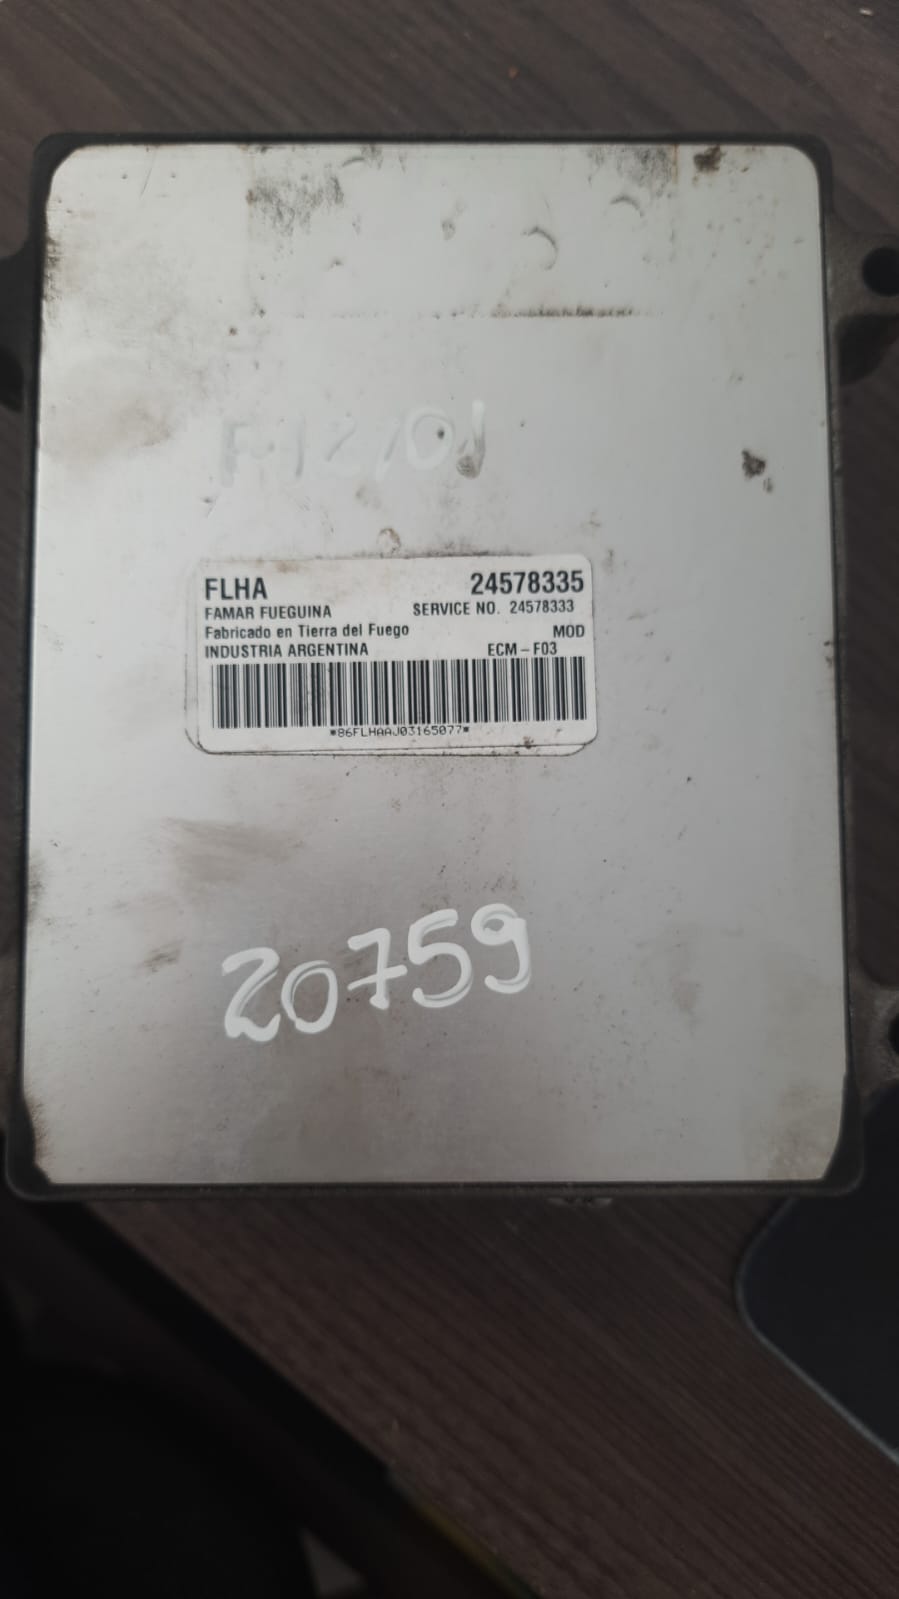 F12101
FLHA 24578335
FAMAR FUEGUINA SERVICE NO. 24578333
Fabricado en Tierra del Fuego MOD
INDUSTRIA ARGENTINA ECM-F03
*86FLHAAJ03165077*
20759